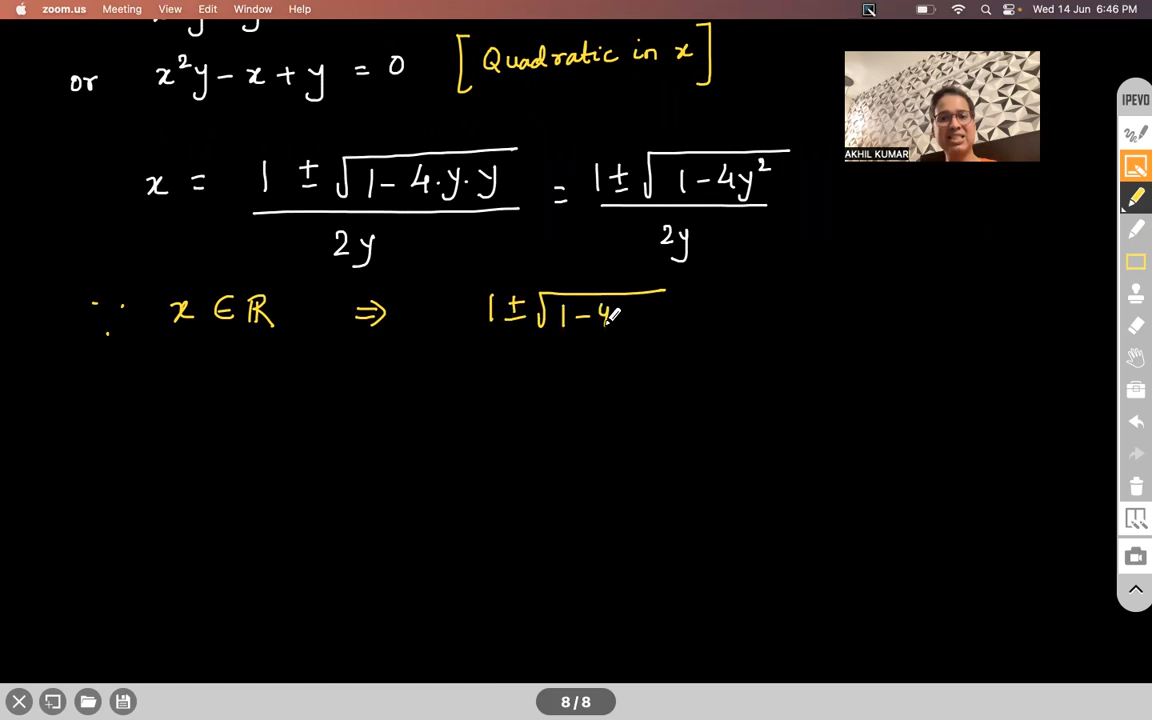 zoom.us Meeting View Edit Window Help Wed 14 Jun 6:46 PM
or x²y - x + y = 0 [Quadratic in x]
AKHIL KUMAR
IPEVO
x = (1 ± √(1 - 4·y·y)) / 2y = (1 ± √(1 - 4y²)) / 2y
∵ x ∈ ℝ ⇒ 1 ± √(1 - 4
8 / 8